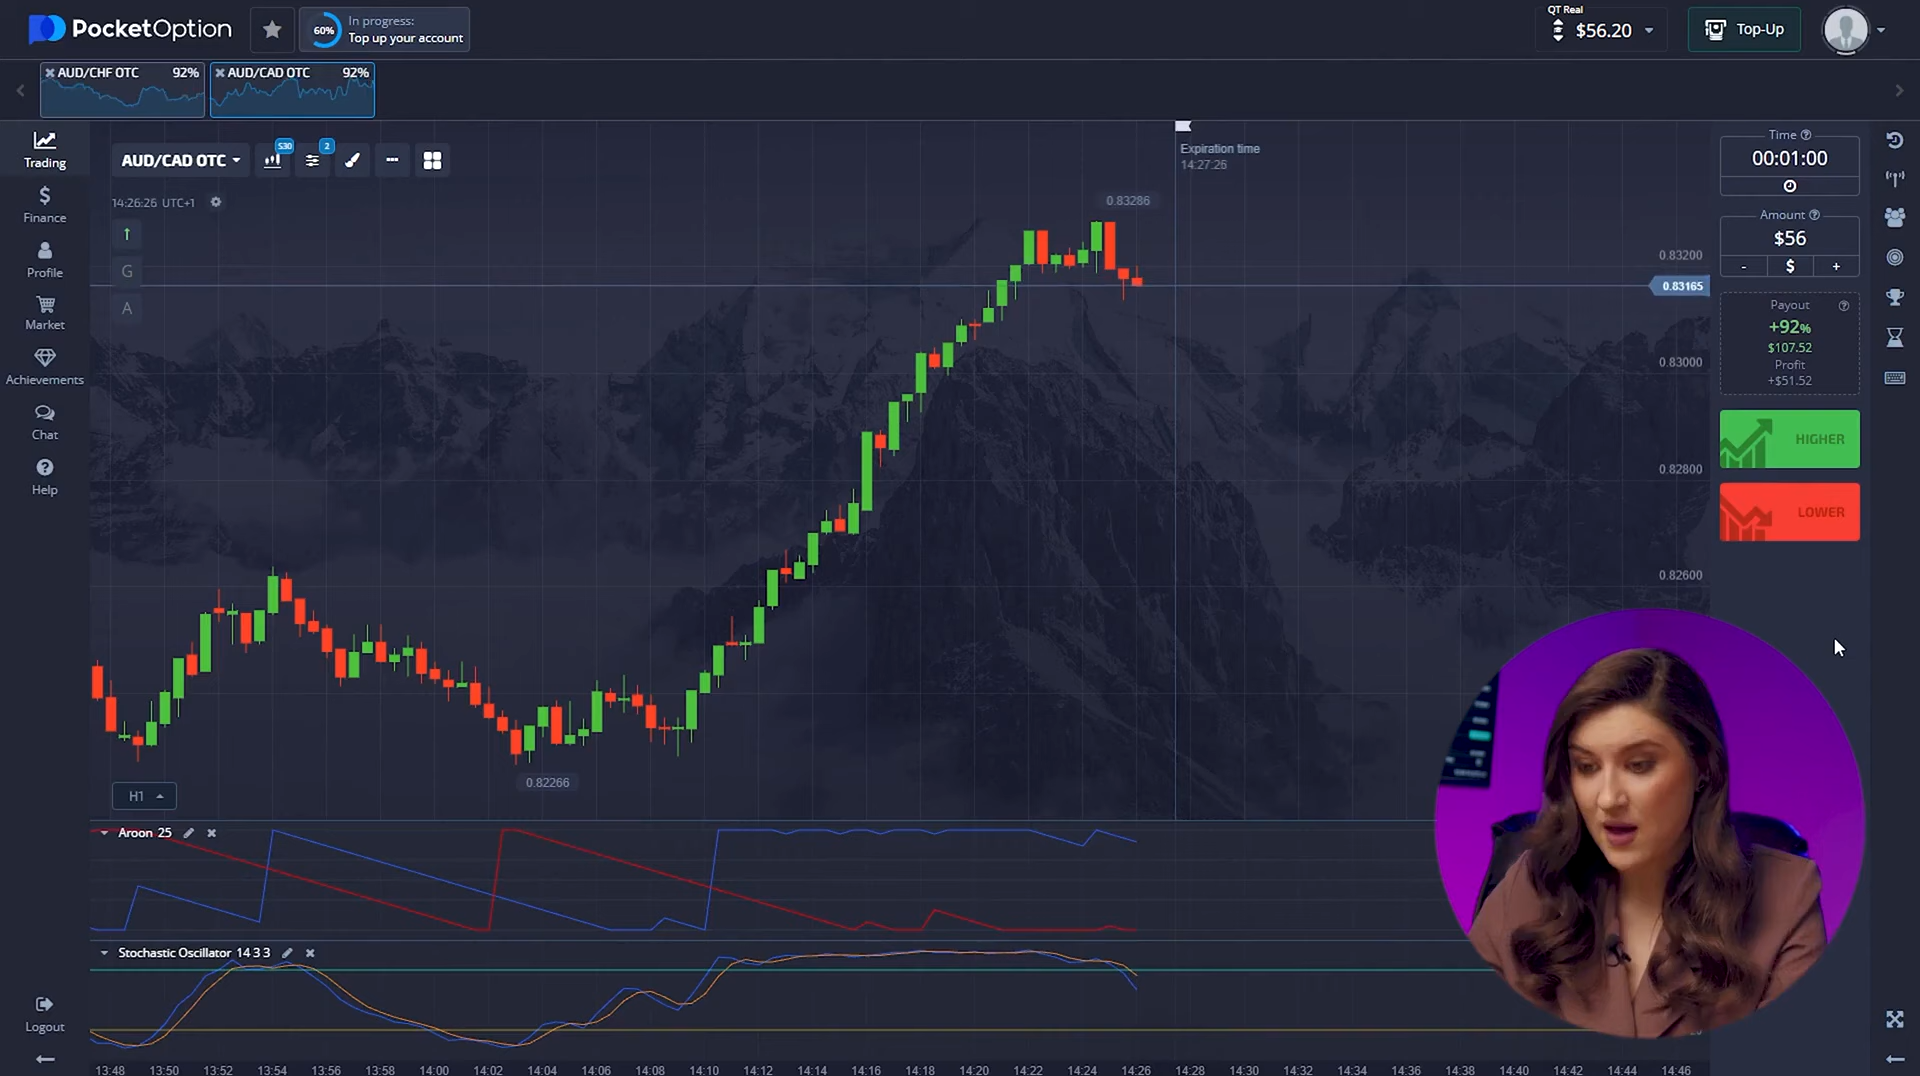 PocketOption
60%
In progress:
Top up your account
QT Real
$56.20
Top-Up
AUD/CHF OTC 92%
AUD/CAD OTC 92%
Trading
Finance
Profile
Market
Achievements
Chat
Help
Logout
AUD/CAD OTC
S30
2
14:26:26 UTC+1
G
A
Expiration time
14:27:26
0.83286
0.83200
0.83165
0.83000
0.82800
0.82600
0.82266
H1
Time
00:01:00
Amount
$56
- $ +
Payout
+92%
$107.52
Profit
+$51.52
HIGHER
LOWER
Aroon 25
Stochastic Oscillator 14 3 3
13:48 13:50 13:52 13:54 13:56 13:58 14:00 14:02 14:04 14:06 14:08 14:10 14:12 14:14 14:16 14:18 14:20 14:22 14:24 14:26 14:28 14:30 14:32 14:34 14:36 14:38 14:40 14:42 14:44 14:46